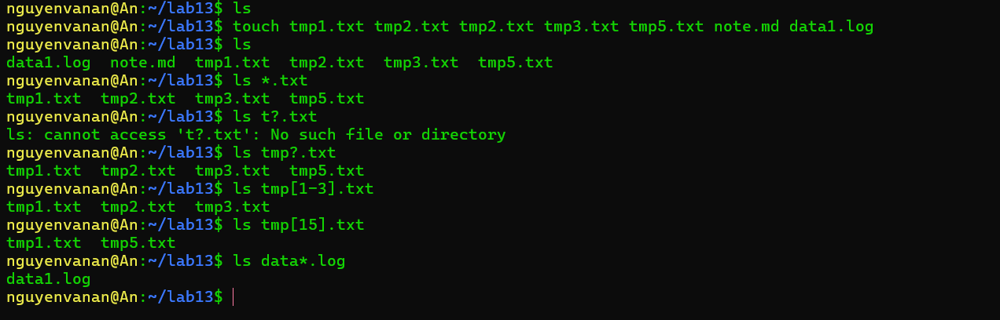 nguyenvanan@An:~/lab13$ ls
nguyenvanan@An:~/lab13$ touch tmp1.txt tmp2.txt tmp2.txt tmp3.txt tmp5.txt note.md data1.log
nguyenvanan@An:~/lab13$ ls
data1.log  note.md  tmp1.txt  tmp2.txt  tmp3.txt  tmp5.txt
nguyenvanan@An:~/lab13$ ls *.txt
tmp1.txt  tmp2.txt  tmp3.txt  tmp5.txt
nguyenvanan@An:~/lab13$ ls t?.txt
ls: cannot access 't?.txt': No such file or directory
nguyenvanan@An:~/lab13$ ls tmp?.txt
tmp1.txt  tmp2.txt  tmp3.txt  tmp5.txt
nguyenvanan@An:~/lab13$ ls tmp[1-3].txt
tmp1.txt  tmp2.txt  tmp3.txt
nguyenvanan@An:~/lab13$ ls tmp[15].txt
tmp1.txt  tmp5.txt
nguyenvanan@An:~/lab13$ ls data*.log
data1.log
nguyenvanan@An:~/lab13$